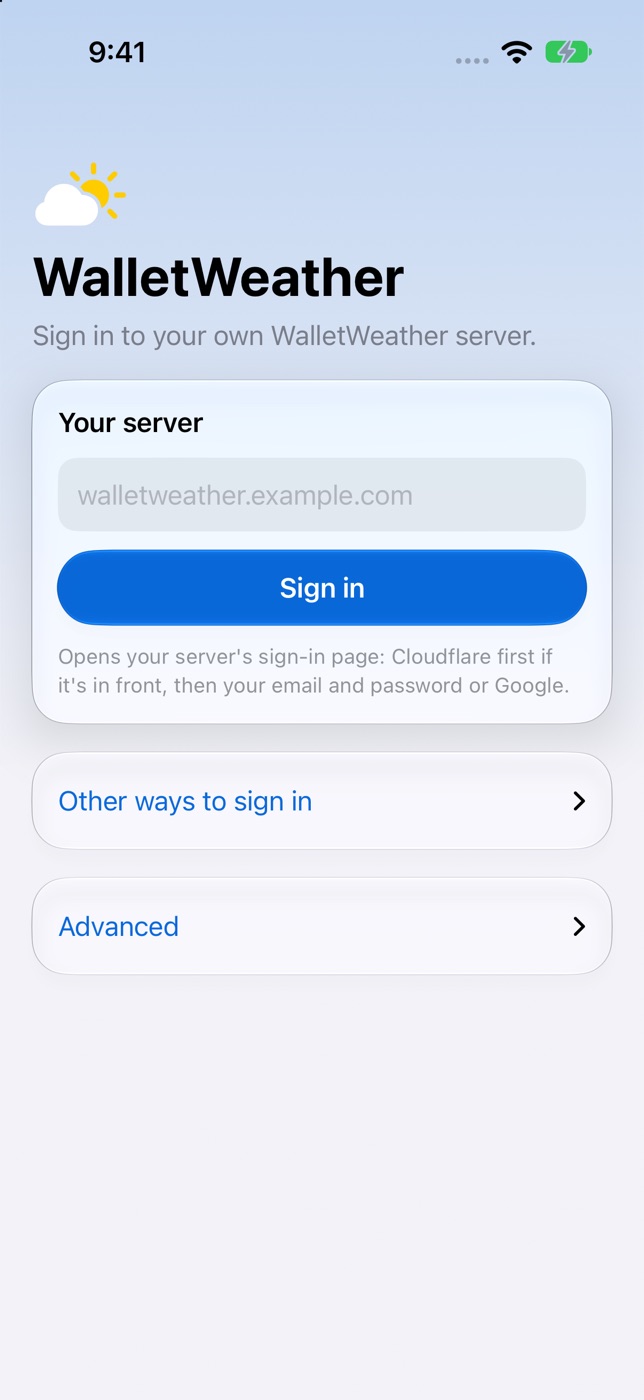 9:41
WalletWeather
Sign in to your own WalletWeather server.
Your server
walletweather.example.com
Sign in
Opens your server's sign-in page: Cloudflare first if
it's in front, then your email and password or Google.
Other ways to sign in
Advanced